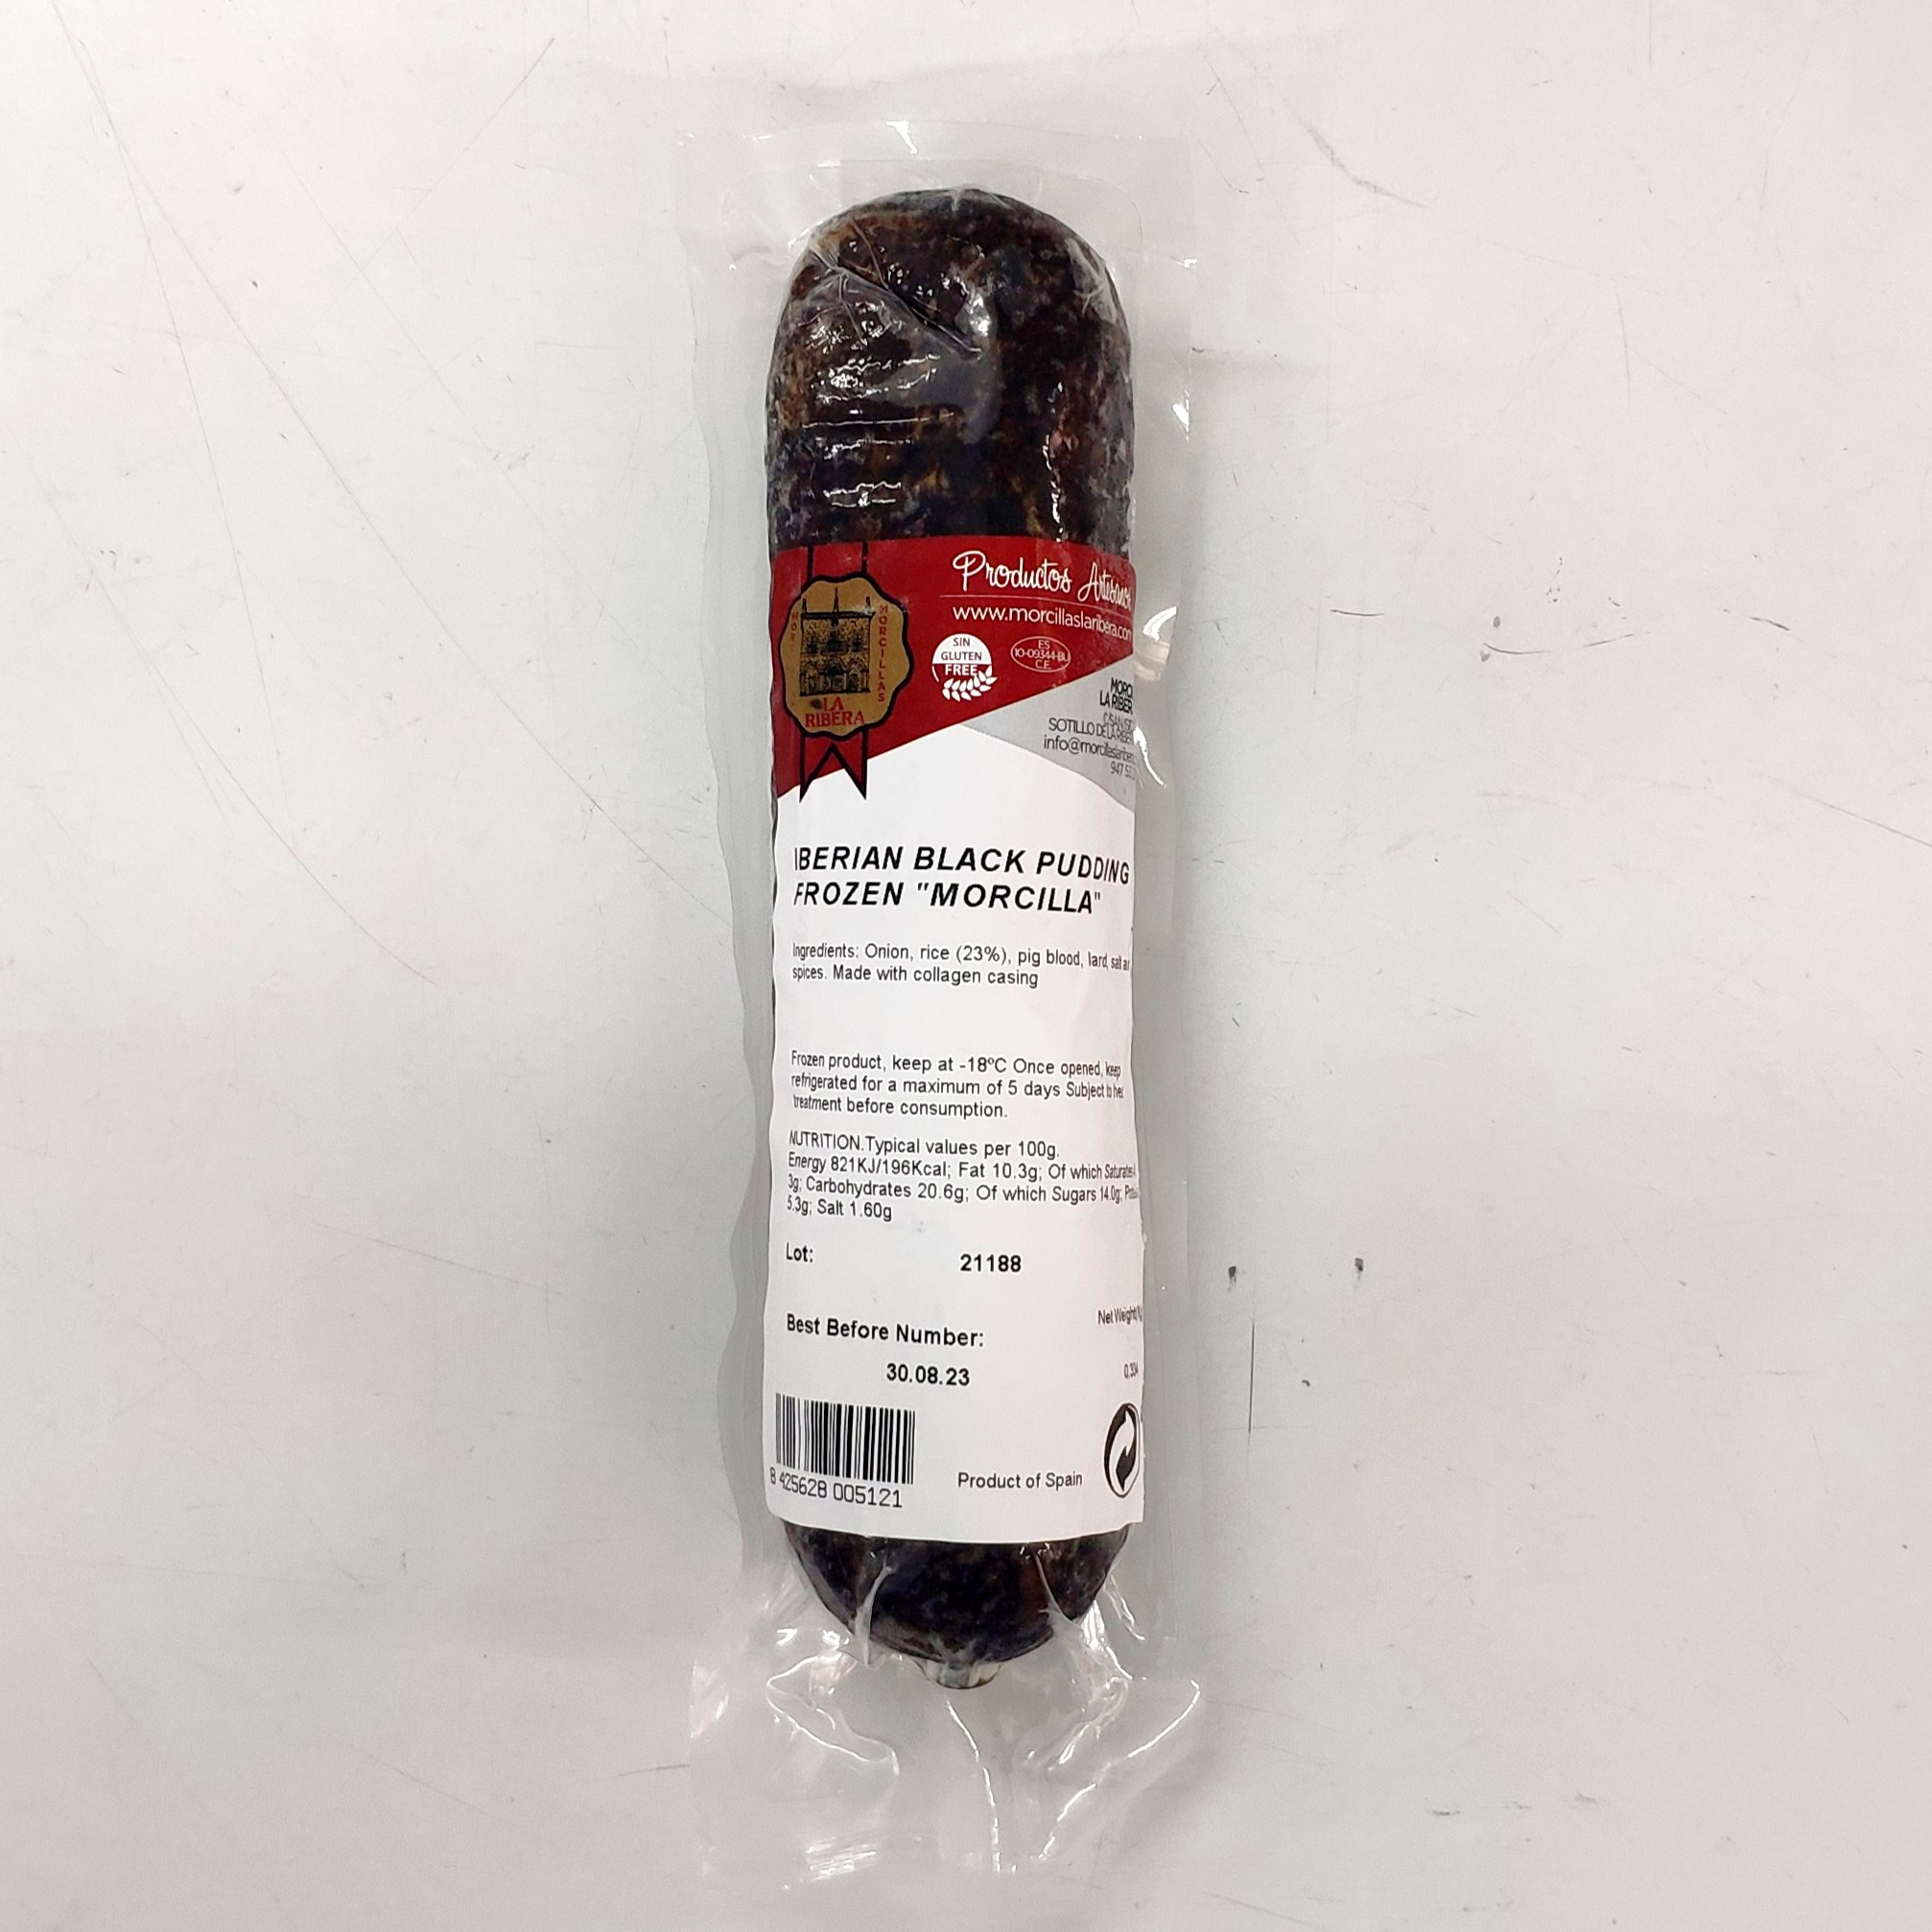 Productos Artesanos
www.morcillaslaribera.com
MORCILLAS
LA
RIBERA
SIN
GLUTEN
FREE
ES
10-09344-BU
C.E.
LA RIBER
SOTILLO DE LA RIBER
947
IBERIAN BLACK PUDDING
FROZEN "MORCILLA"
Ingredients: Onion, rice (23%), pig blood, lard, salt an
spices. Made with collagen casing
Frozen product, keep at -18ºC Once opened, keep
refrigerated for a maximum of 5 days Subject to hea
treatment before consumption.
NUTRITION.Typical values per 100g.
Energy 821KJ/196Kcal; Fat 10.3g; Of which Saturates
3g; Carbohydrates 20.6g; Of which Sugars 14.0g;
5.3g; Salt 1.60g
Lot: 21188
Net Weight
Best Before Number:
30.08.23
0.334
8 425628 005121
Product of Spain